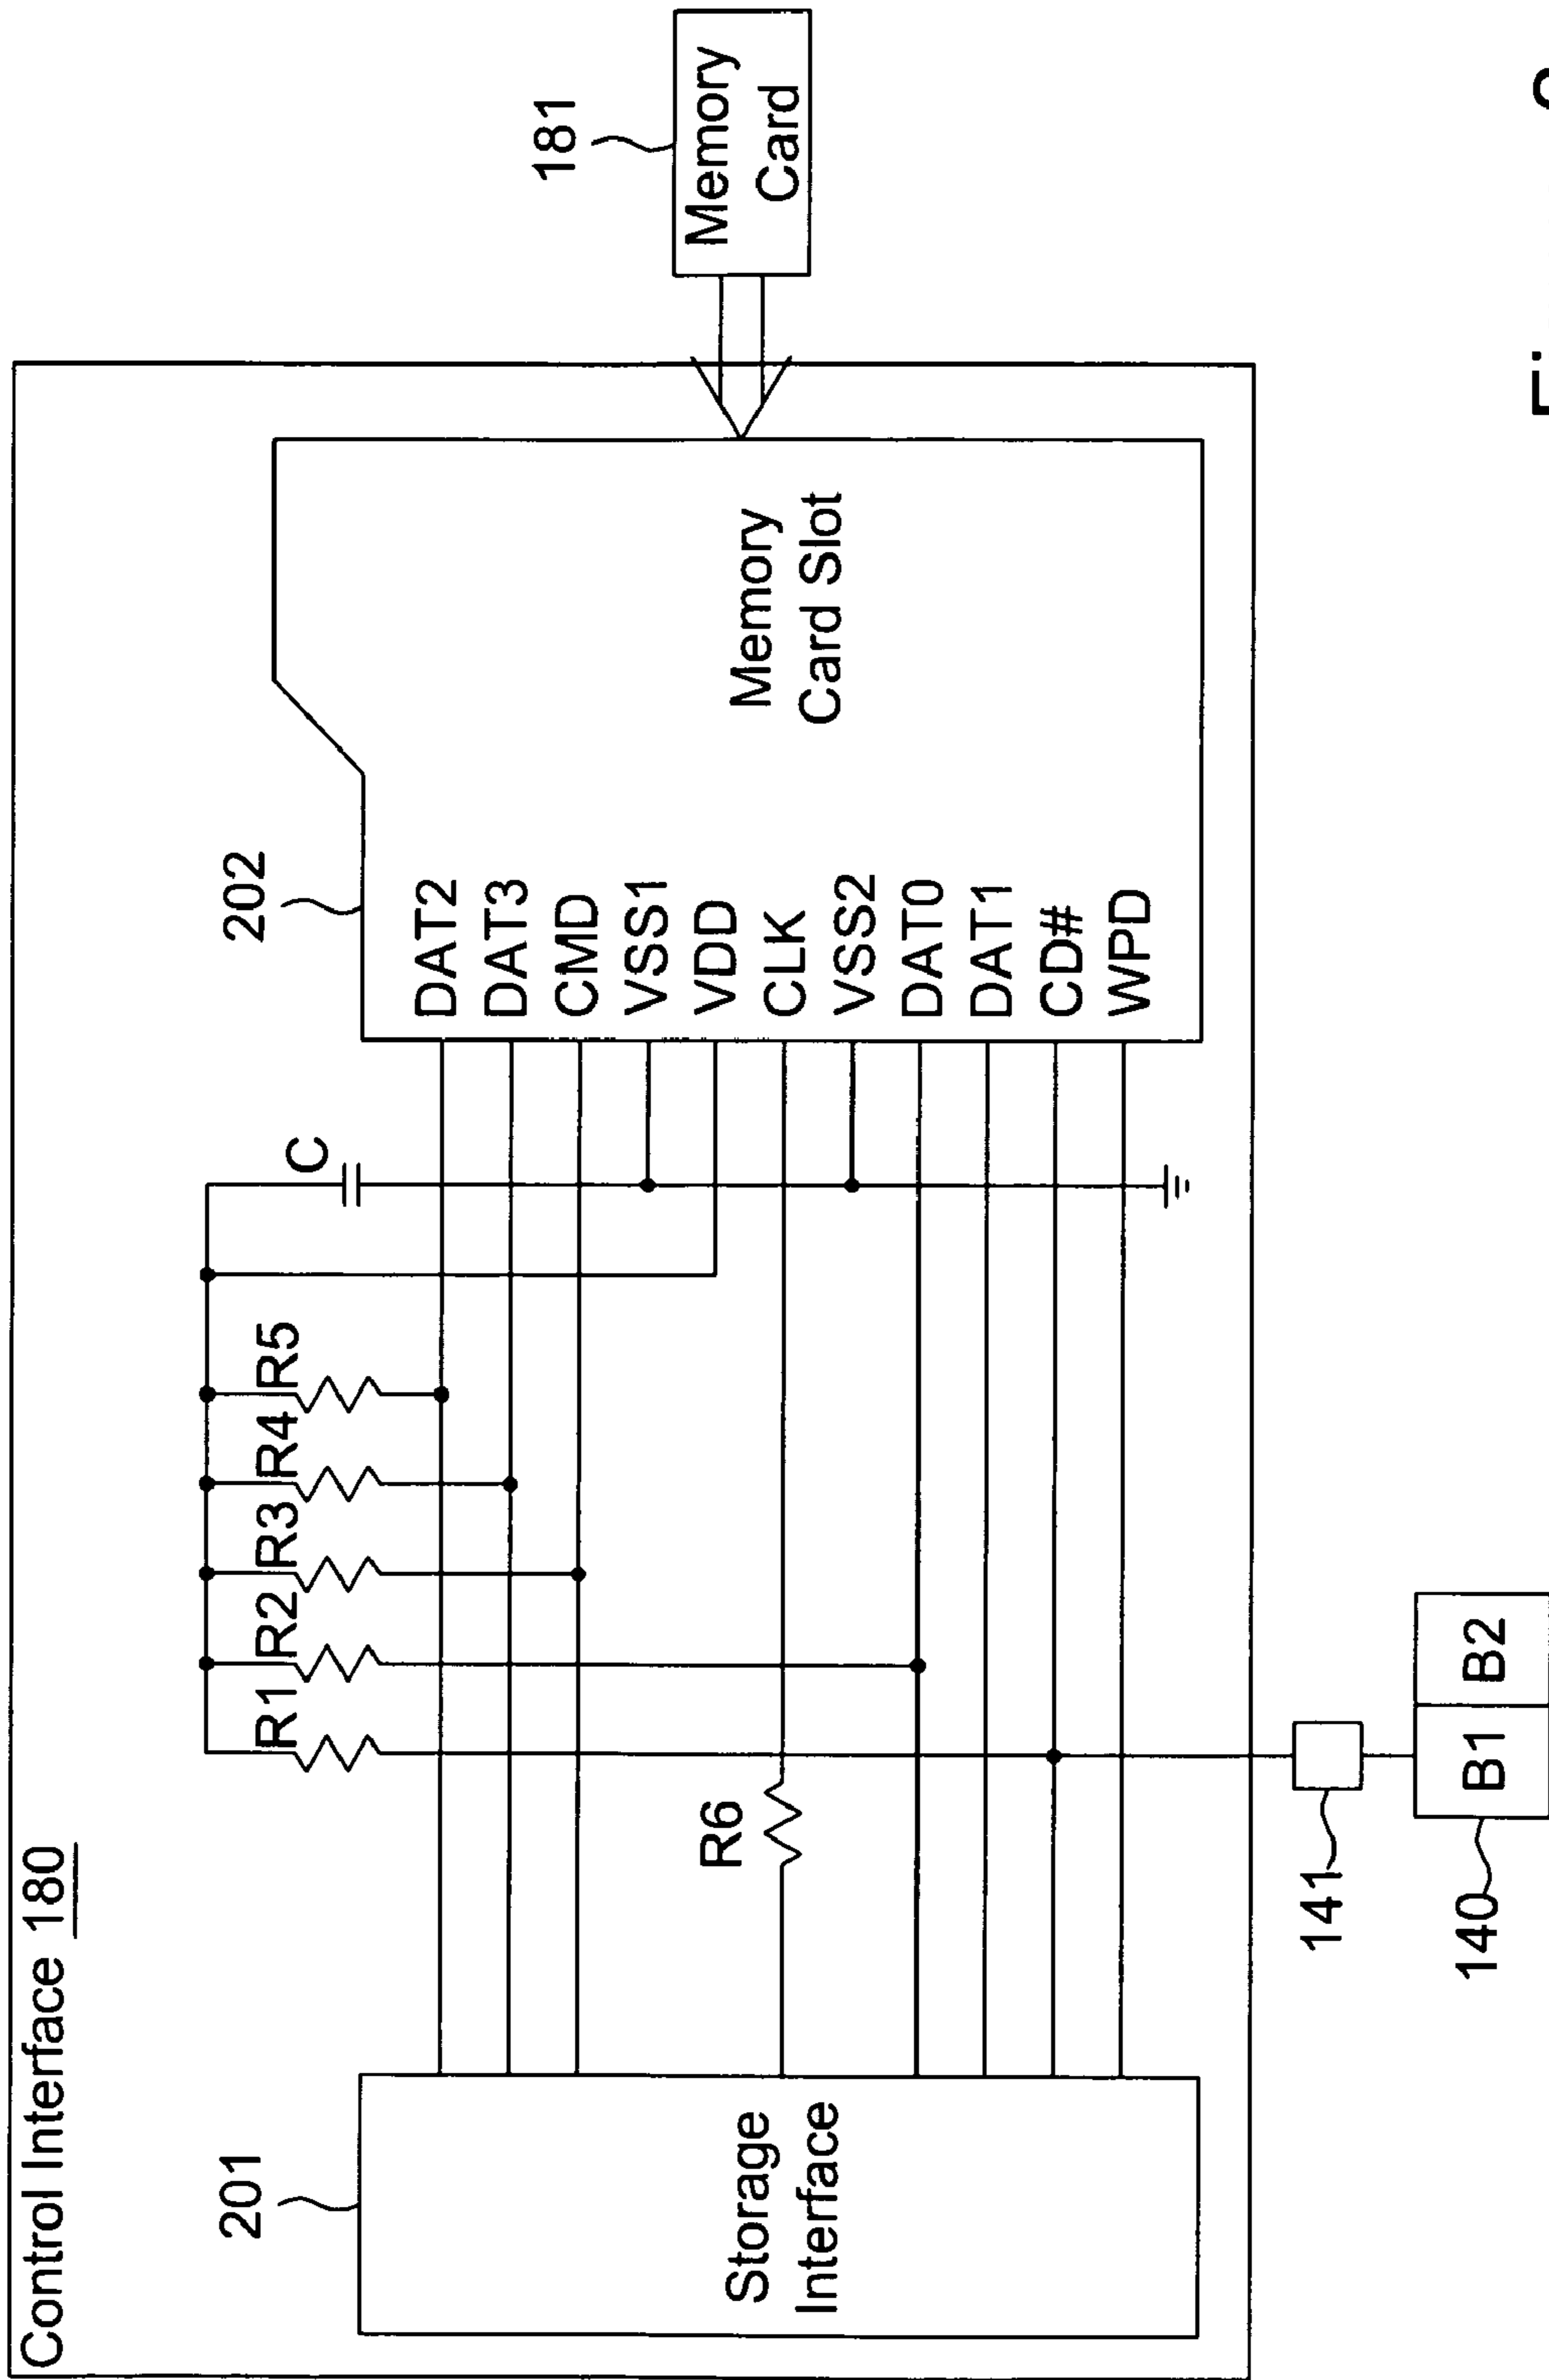 Control Interface 180
201
Storage
Interface
R1
R2
R3
R4
R5
C
R6
202
DAT2
DAT3
CMD
VSS1
VDD
CLK
VSS2
DAT0
DAT1
CD#
WPD
Memory
Card Slot
181
Memory
Card
141
140
B1
B2